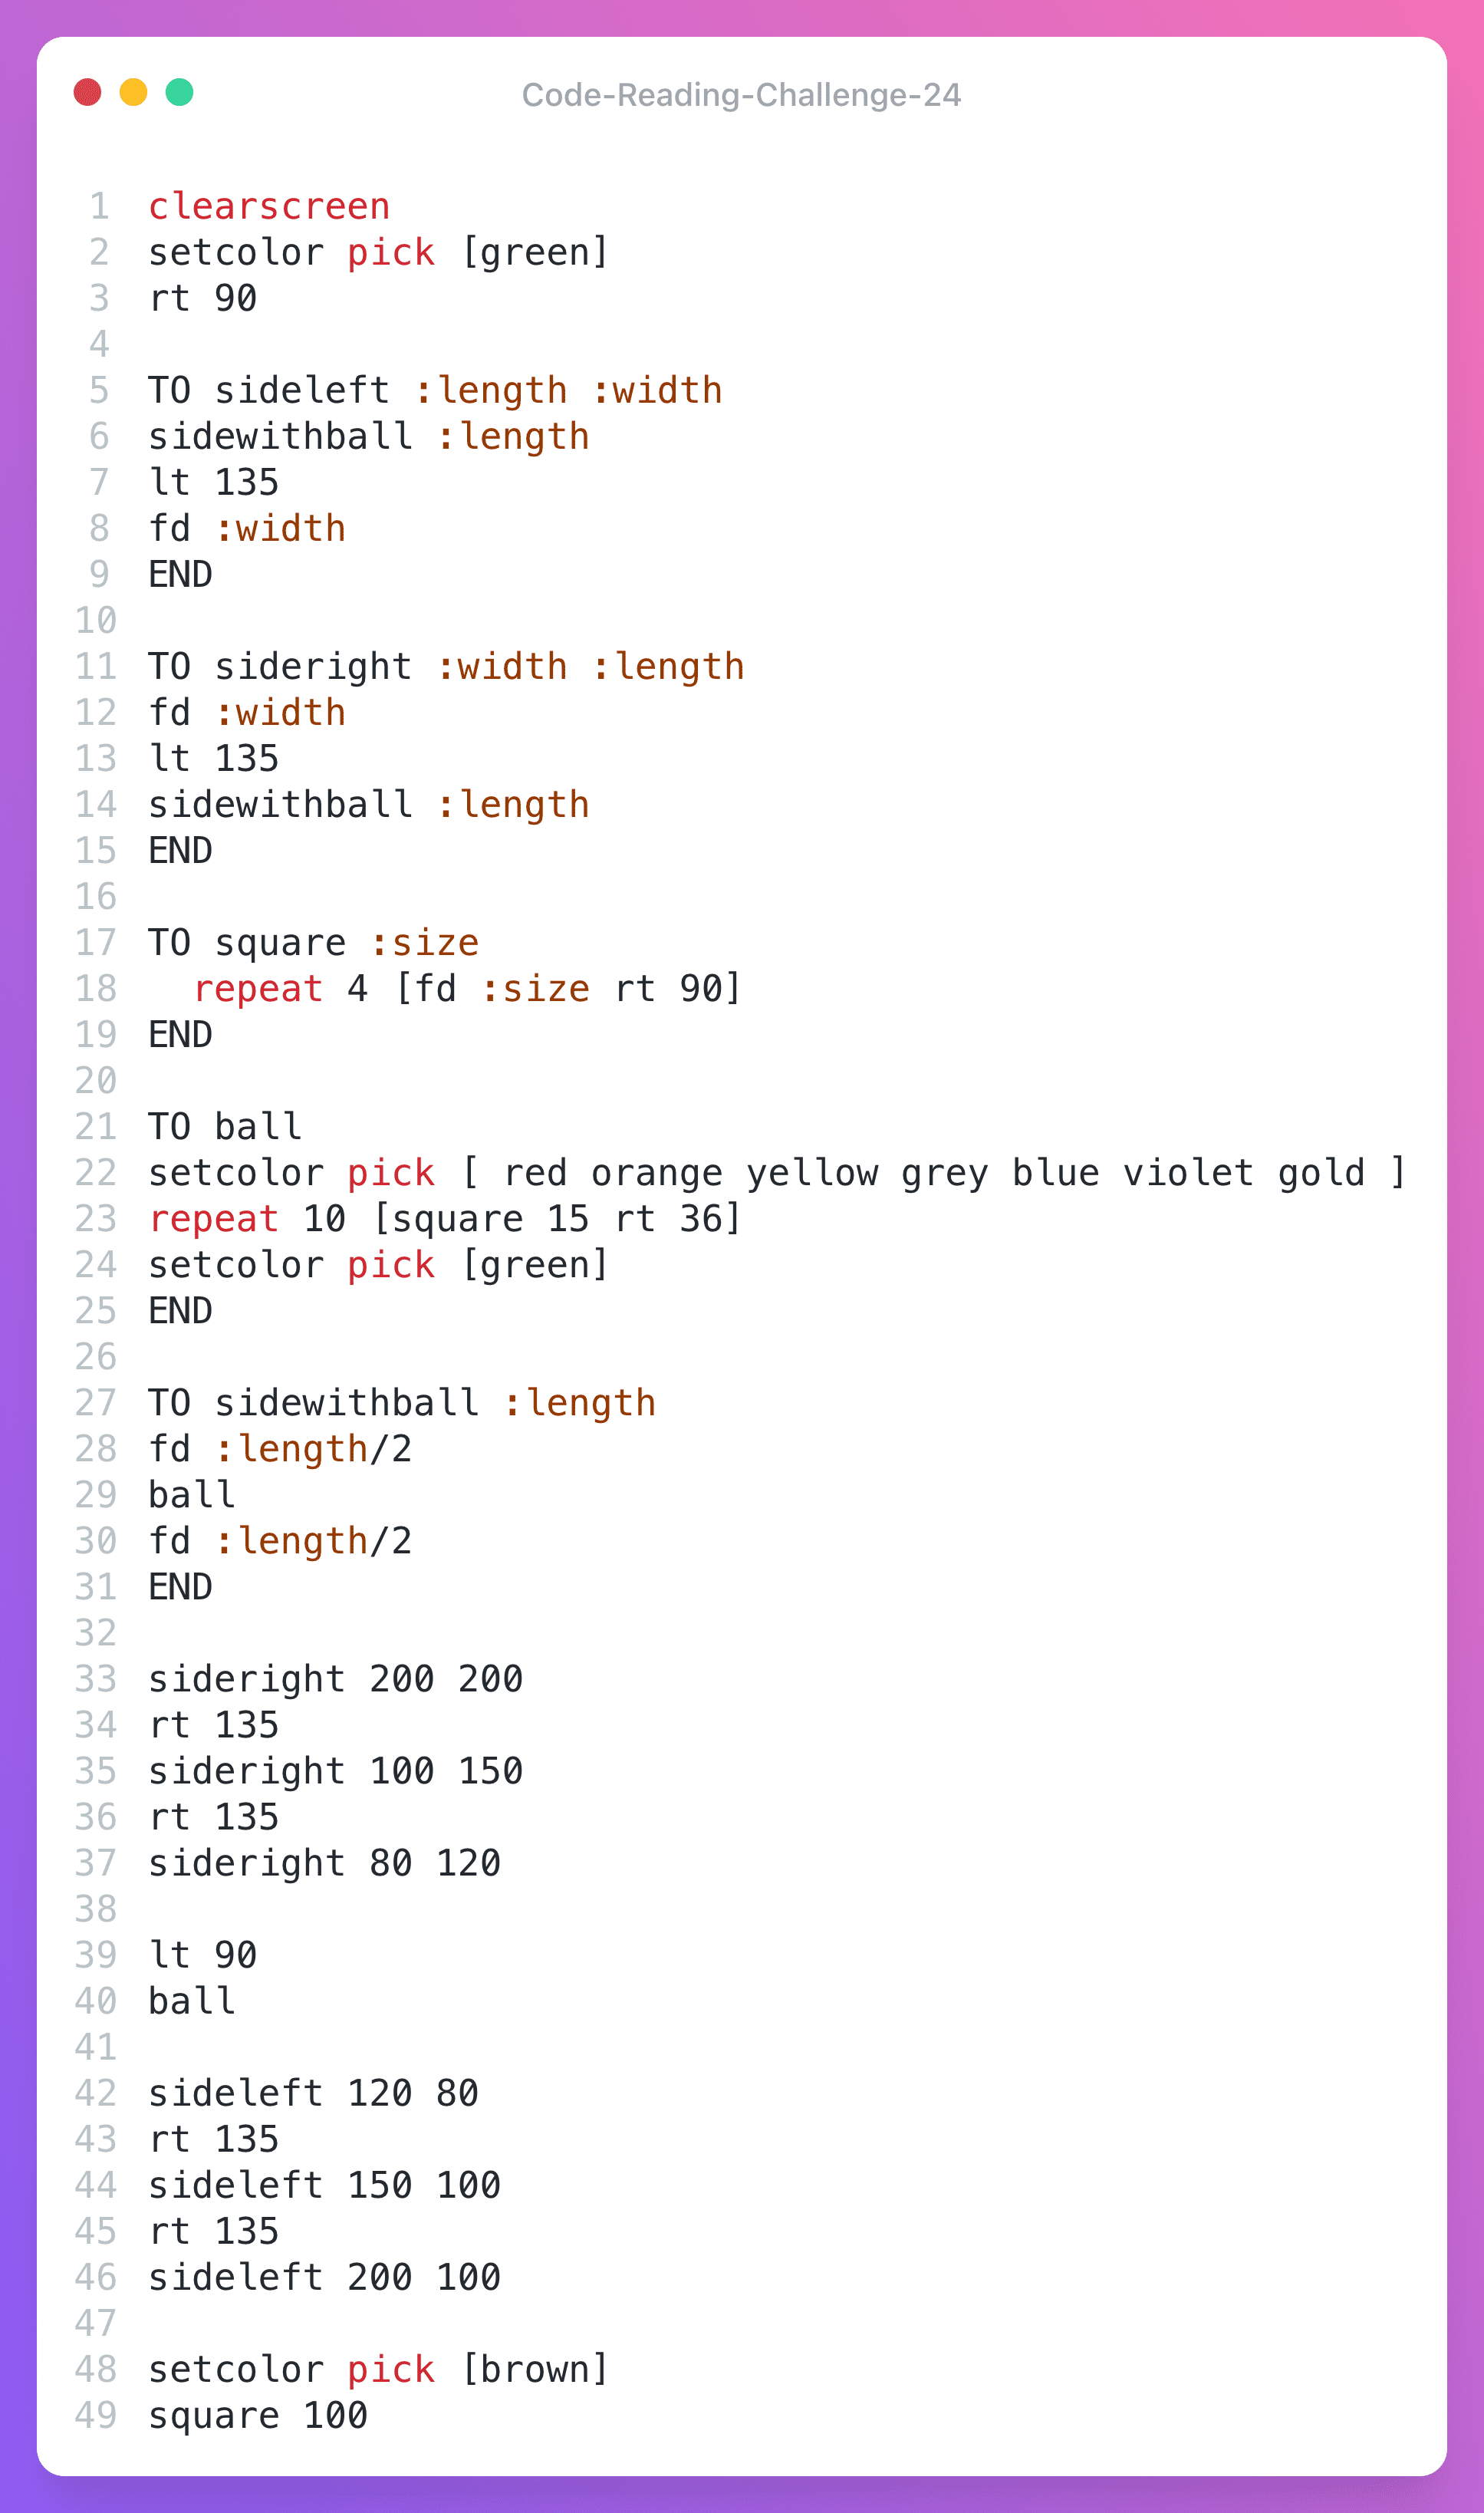 Code-Reading-Challenge-24
1 clearscreen
2 setcolor pick [green]
3 rt 90
4
5 TO sideleft :length :width
6 sidewithball :length
7 lt 135
8 fd :width
9 END
10
11 TO sideright :width :length
12 fd :width
13 lt 135
14 sidewithball :length
15 END
16
17 TO square :size
18   repeat 4 [fd :size rt 90]
19 END
20
21 TO ball
22 setcolor pick [ red orange yellow grey blue violet gold ]
23 repeat 10 [square 15 rt 36]
24 setcolor pick [green]
25 END
26
27 TO sidewithball :length
28 fd :length/2
29 ball
30 fd :length/2
31 END
32
33 sideright 200 200
34 rt 135
35 sideright 100 150
36 rt 135
37 sideright 80 120
38
39 lt 90
40 ball
41
42 sideleft 120 80
43 rt 135
44 sideleft 150 100
45 rt 135
46 sideleft 200 100
47
48 setcolor pick [brown]
49 square 100